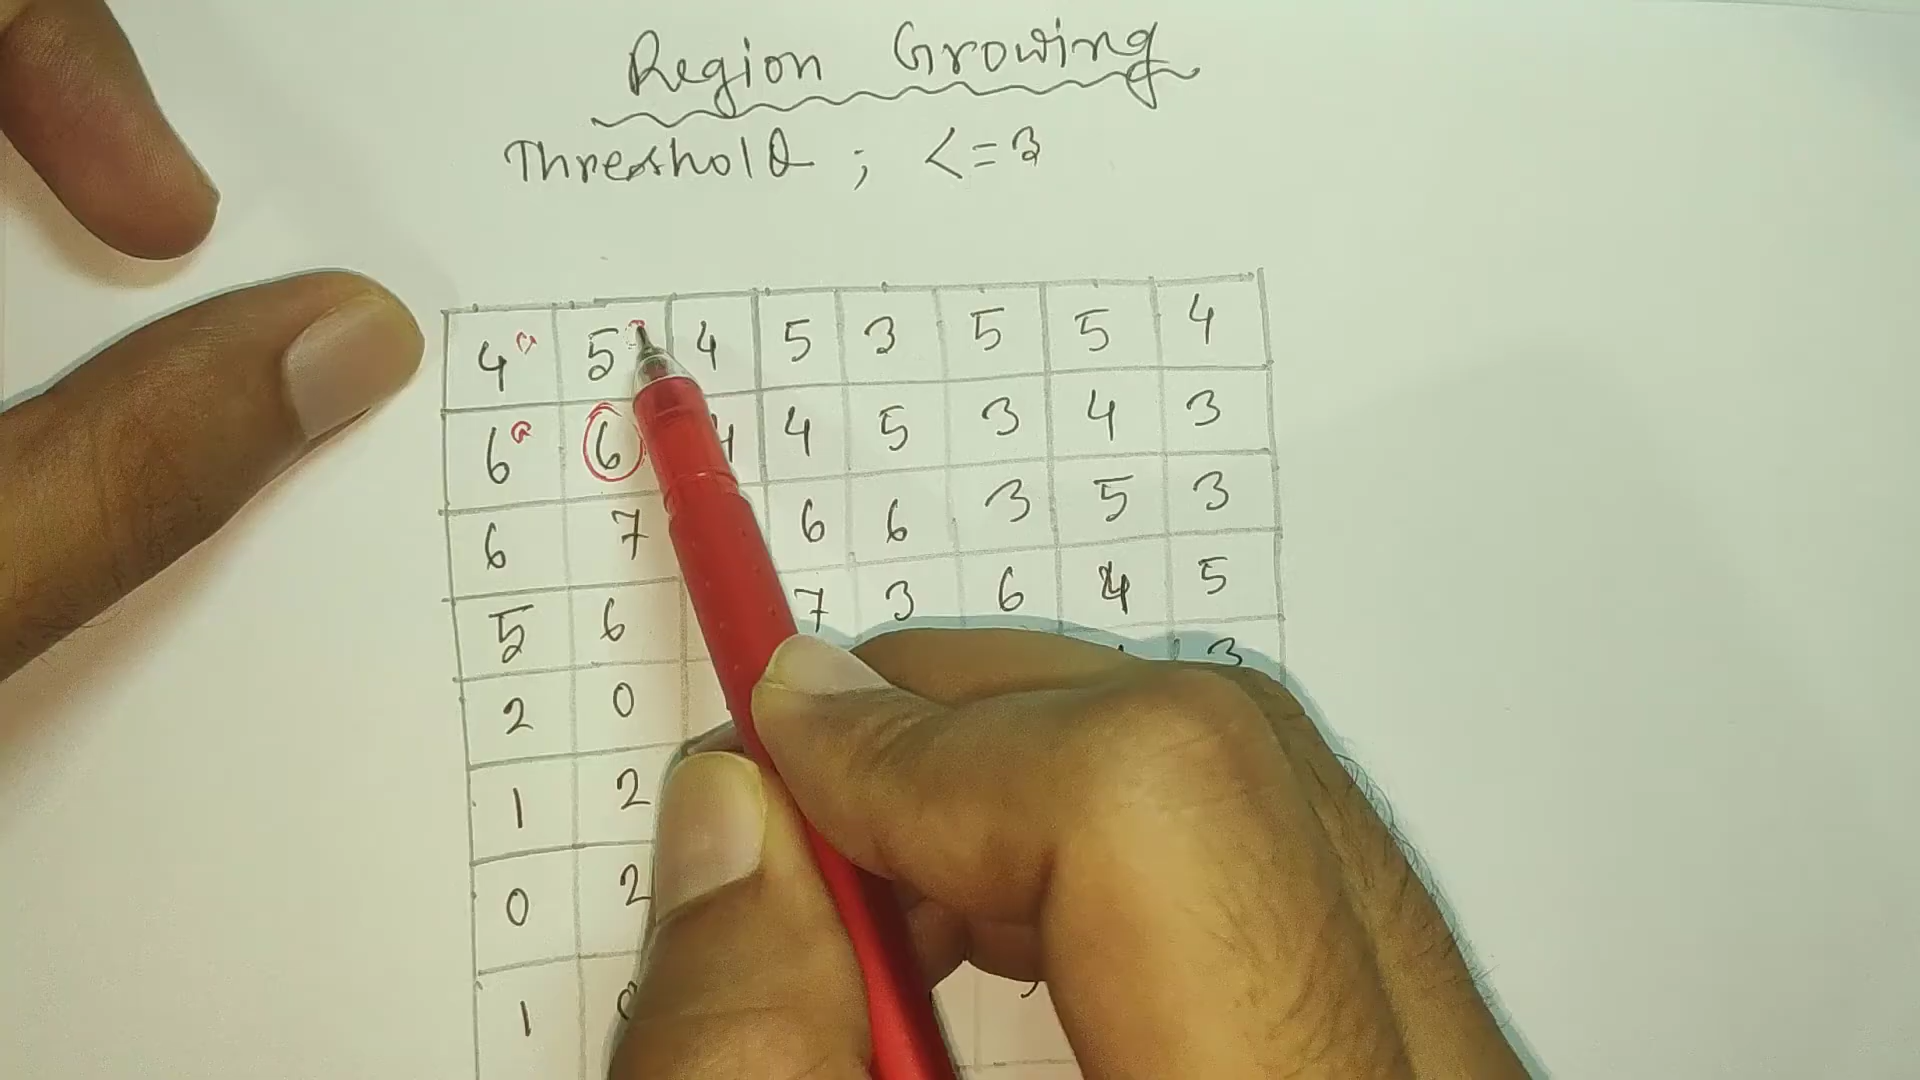 Region Growing
Threshold ; <=3
4 a 5 a 4 5 3 5 5 4
6 a 6 4 4 5 3 4 3
6 7 6 6 3 5 3
5 6 7 3 6 4 5
2 0 3
1 2
0 2
1